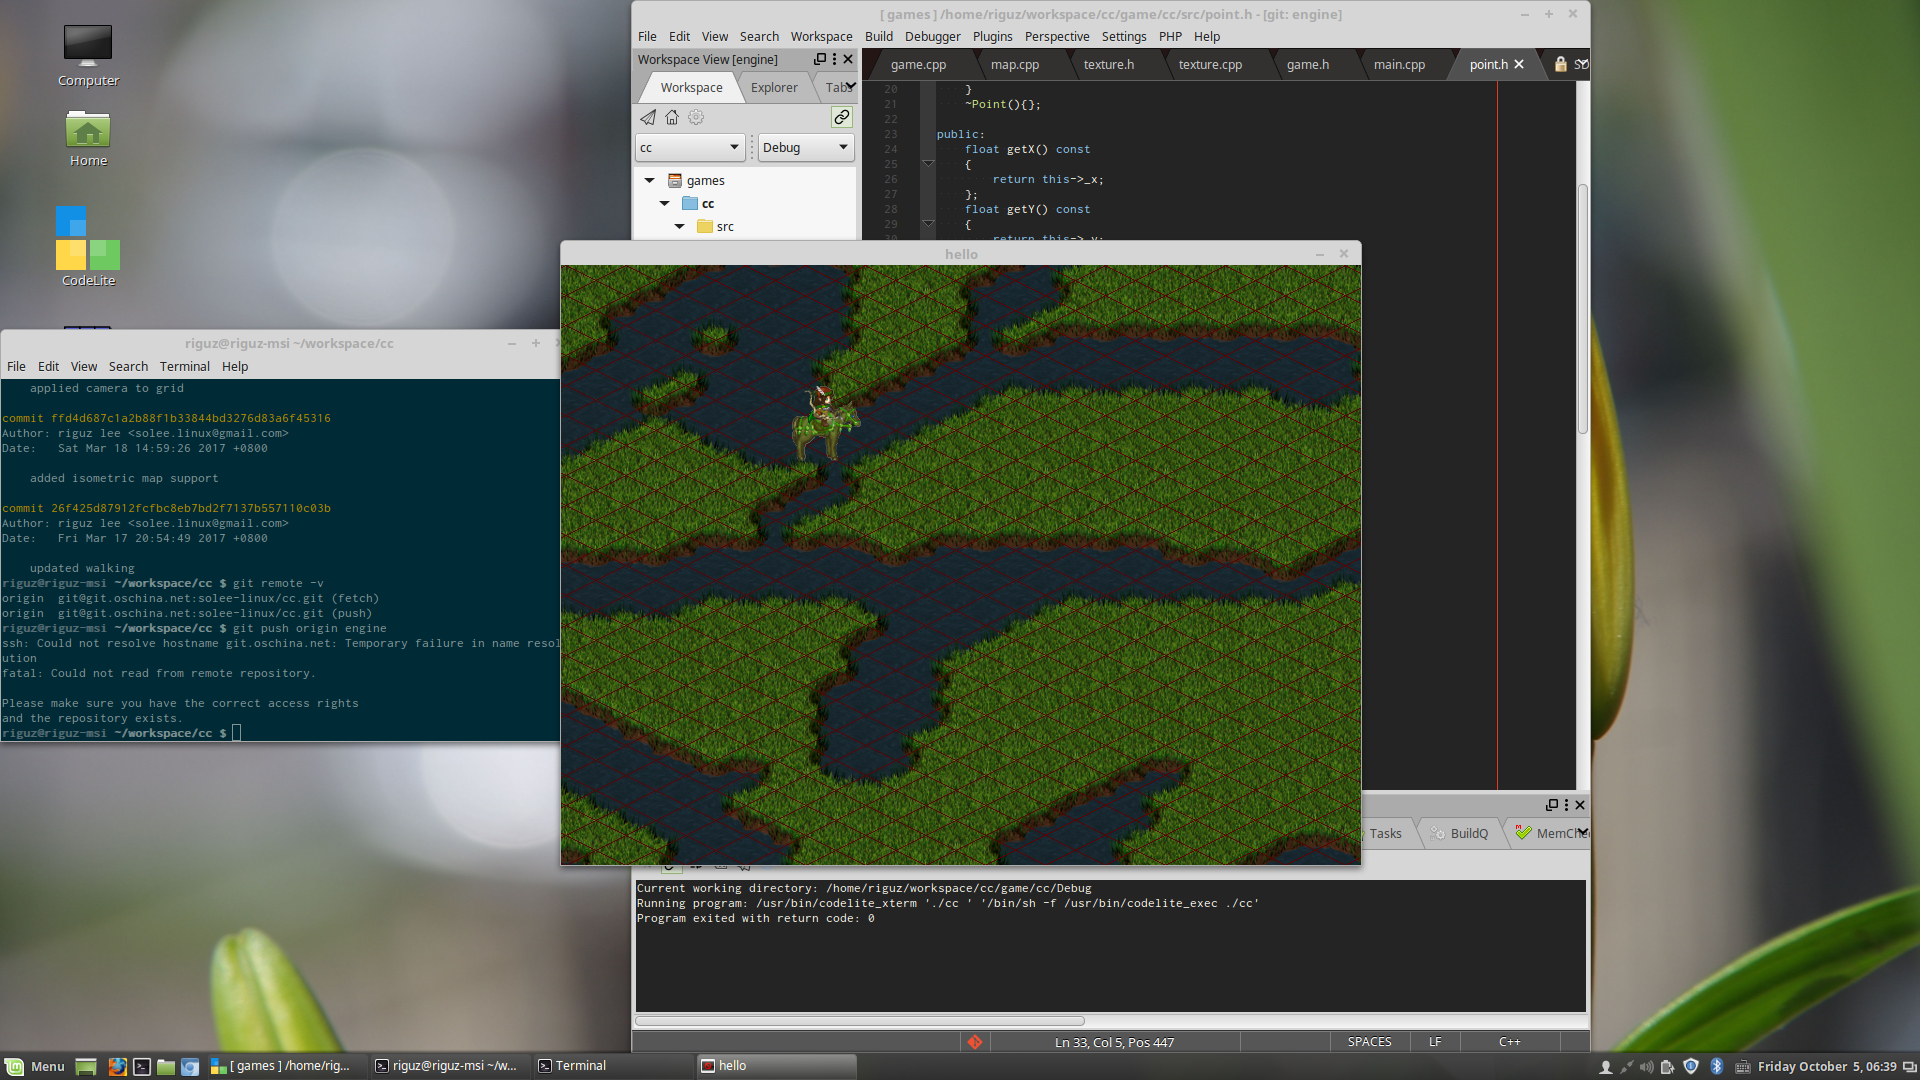 Computer
Home
CodeLite
[ games ] /home/riguz/workspace/cc/game/cc/src/point.h - [git: engine]
File Edit View Search Workspace Build Debugger Plugins Perspective Settings PHP Help
Workspace View [engine]
Workspace Explorer Tabs
game.cpp map.cpp texture.h texture.cpp game.h main.cpp point.h
cc Debug
games
cc
src
20 }
21 ~Point(){};
22
23 public:
24 float getX() const
25 {
26 return this->_x;
27 };
28 float getY() const
29 {
return this->_y;
hello
riguz@riguz-msi ~/workspace/cc
File Edit View Search Terminal Help
applied camera to grid
commit ffd4d687c1a2b88f1b33844bd3276d83a6f45316
Author: riguz lee <solee.linux@gmail.com>
Date: Sat Mar 18 14:59:26 2017 +0800
added isometric map support
commit 26f425d87912fcfbc8eb7bd2f7137b557110c03b
Author: riguz lee <solee.linux@gmail.com>
Date: Fri Mar 17 20:54:49 2017 +0800
updated walking
riguz@riguz-msi ~/workspace/cc $ git remote -v
origin git@git.oschina.net:solee-linux/cc.git (fetch)
origin git@git.oschina.net:solee-linux/cc.git (push)
riguz@riguz-msi ~/workspace/cc $ git push origin engine
ssh: Could not resolve hostname git.oschina.net: Temporary failure in name resol
ution
fatal: Could not read from remote repository.
Please make sure you have the correct access rights
and the repository exists.
riguz@riguz-msi ~/workspace/cc $
Tasks BuildQ MemChe
Current working directory: /home/riguz/workspace/cc/game/cc/Debug
Running program: /usr/bin/codelite_xterm './cc ' '/bin/sh -f /usr/bin/codelite_exec ./cc'
Program exited with return code: 0
Ln 33, Col 5, Pos 447 SPACES LF C++
Menu [ games ] /home/rig... riguz@riguz-msi ~/w... Terminal hello Friday October 5, 06:39